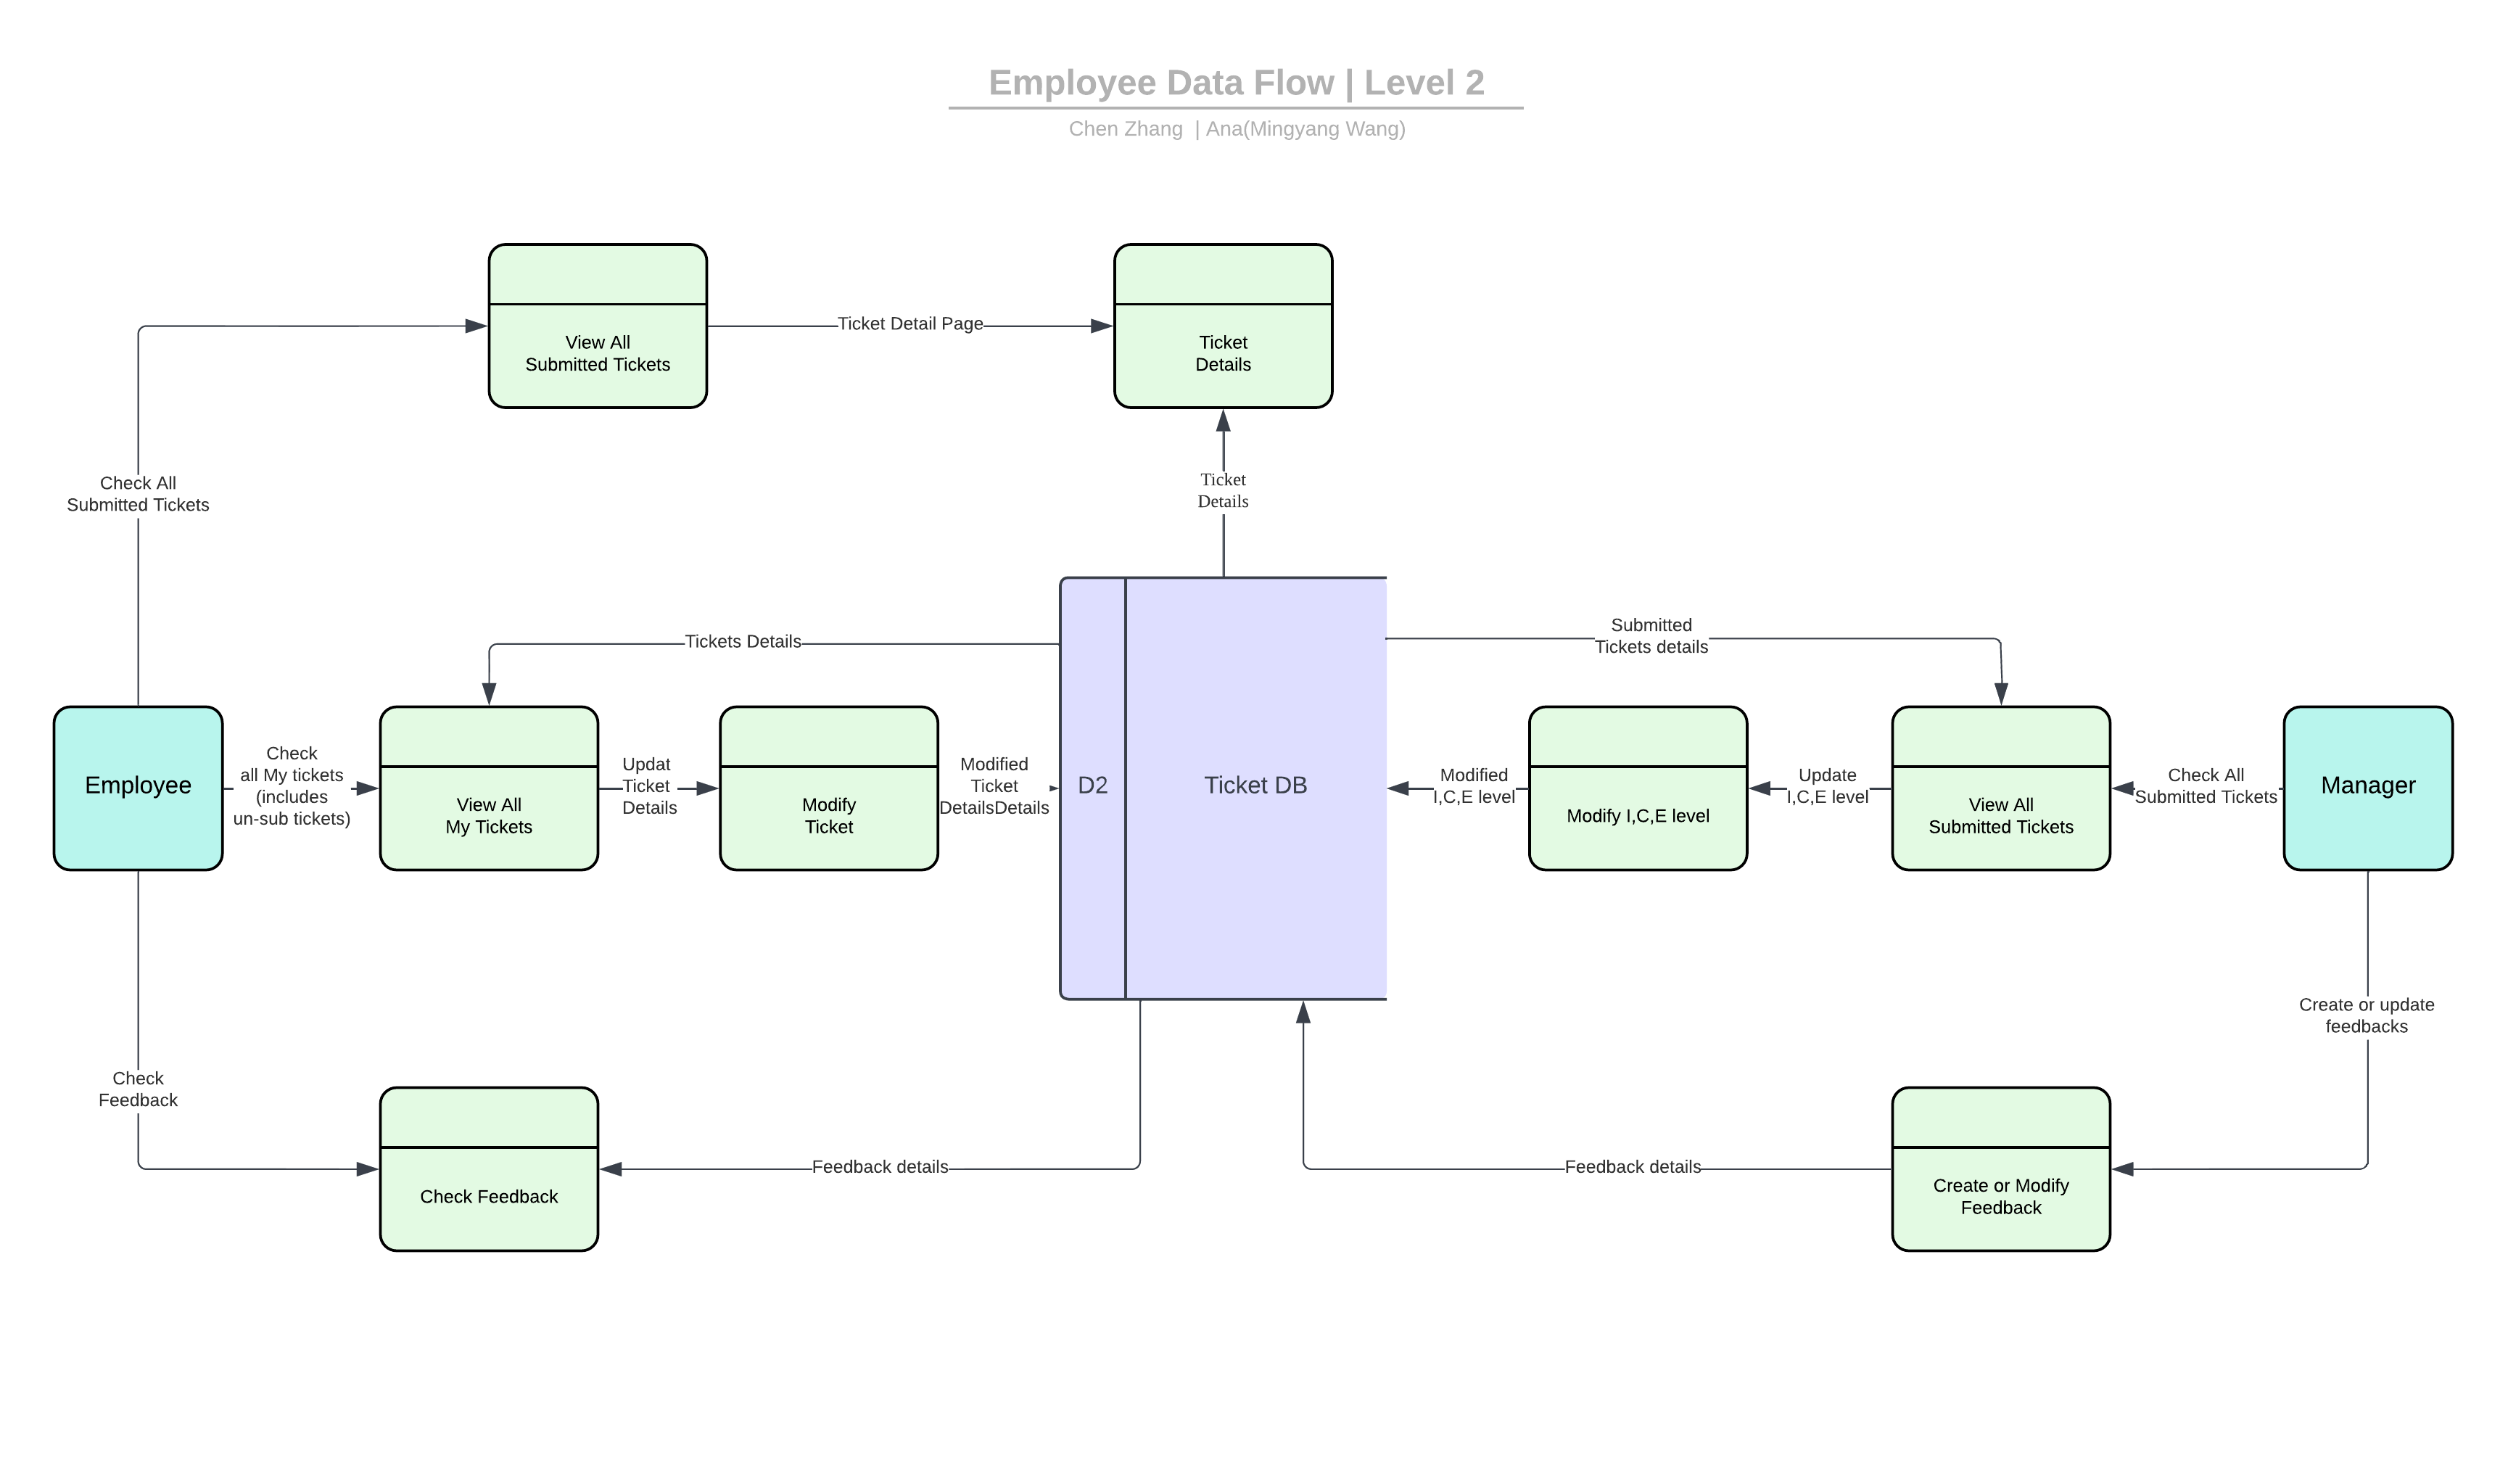 Employee Data Flow | Level 2
Chen Zhang | Ana(Mingyang Wang)
View All
Submitted Tickets
Ticket Detail Page
Ticket
Details
Check All
Submitted Tickets
Ticket
Details
Tickets Details
Submitted
Tickets details
Employee
Check
all My tickets
(includes
un-sub tickets)
View All
My Tickets
Updat
Ticket
Details
Modify
Ticket
Modified
Ticket
DetailsDetails
D2
Ticket DB
Modified
I,C,E level
Modify I,C,E level
Update
I,C,E level
View All
Submitted Tickets
Check All
Submitted Tickets
Manager
Create or update
feedbacks
Check
Feedback
Check Feedback
Feedback details
Feedback details
Create or Modify
Feedback